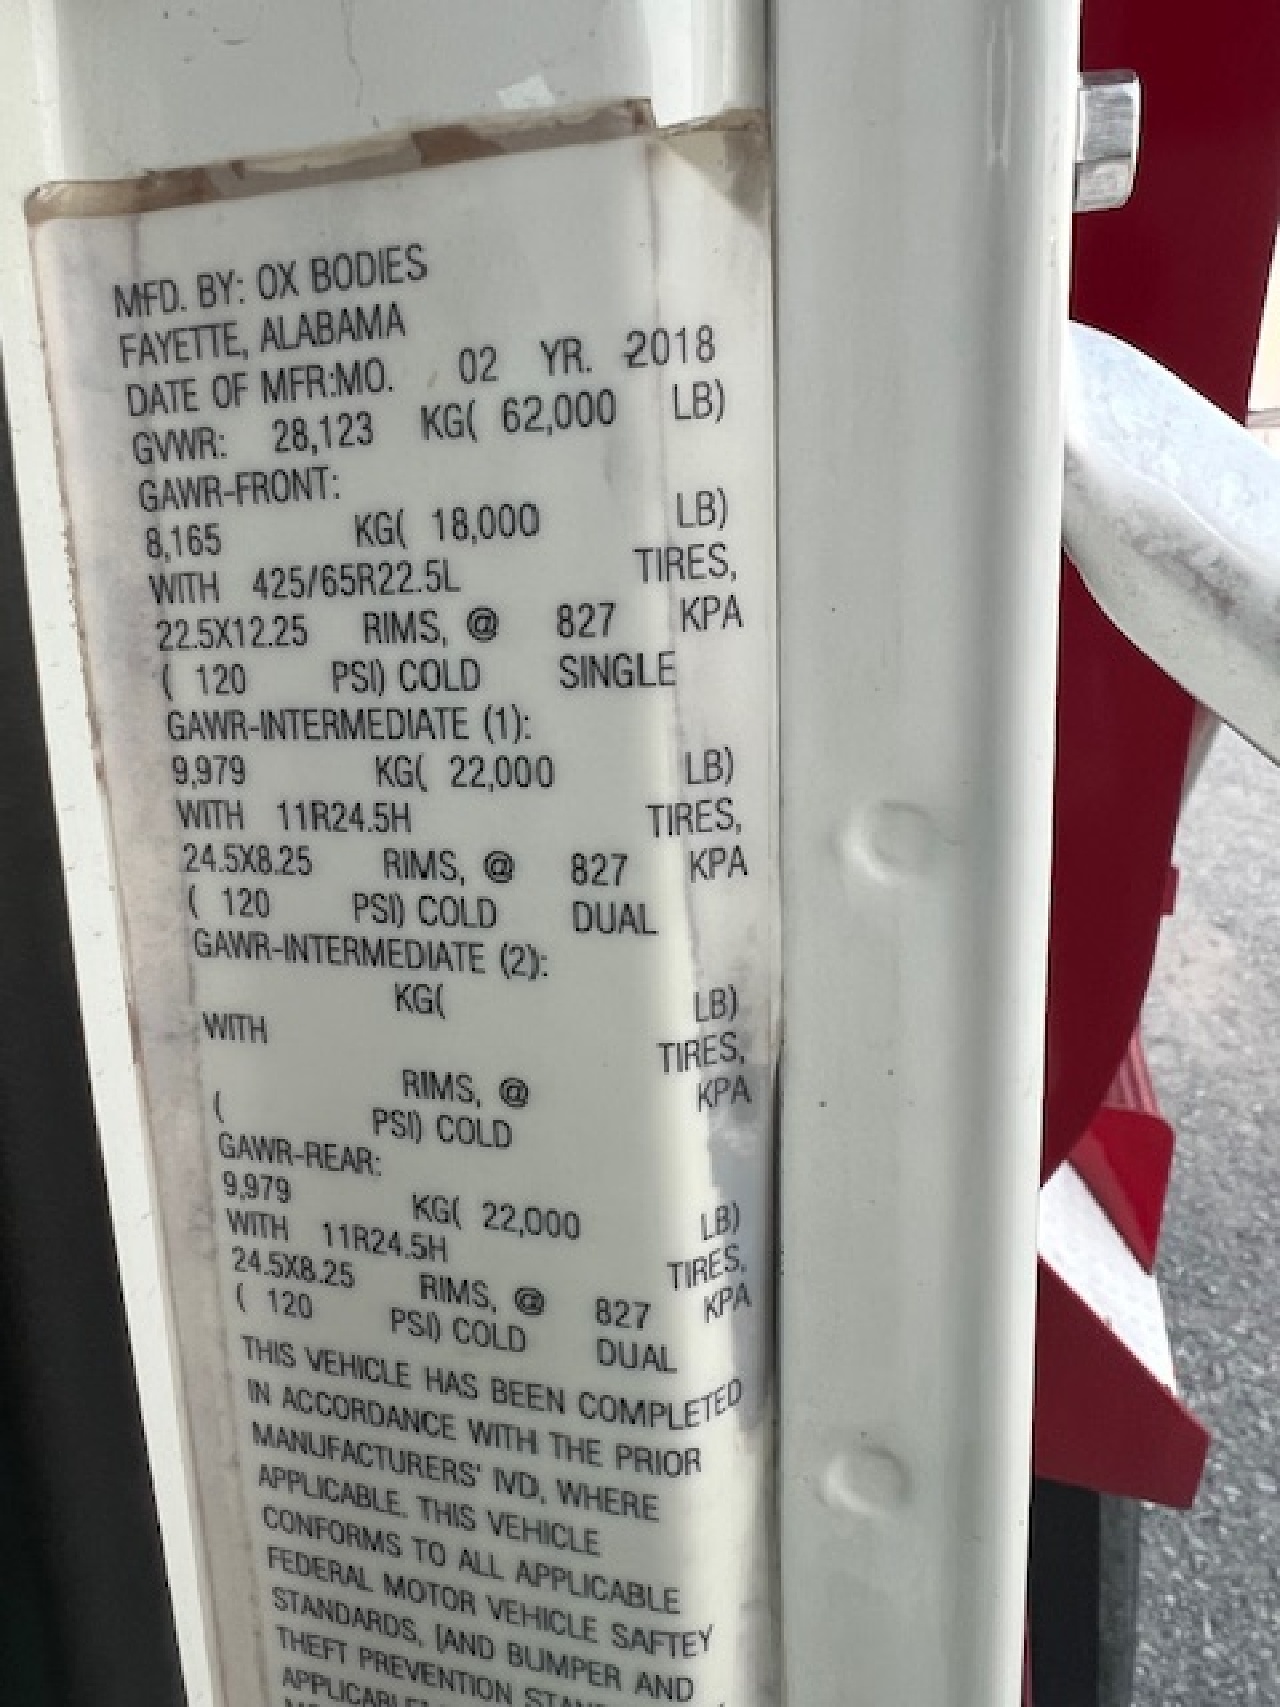 MFD. BY: OX BODIES
FAYETTE, ALABAMA
DATE OF MFR:MO. 02 YR. 2018
GVWR: 28,123 KG( 62,000 LB)
GAWR-FRONT:
8,165 KG( 18,000 LB)
WITH 425/65R22.5L TIRES,
22.5X12.25 RIMS, @ 827 KPA
( 120 PSI) COLD SINGLE
GAWR-INTERMEDIATE (1):
9,979 KG( 22,000 LB)
WITH 11R24.5H TIRES,
24.5X8.25 RIMS, @ 827 KPA
( 120 PSI) COLD DUAL
GAWR-INTERMEDIATE (2):
KG( LB)
WITH TIRES,
RIMS, @ KPA
( PSI) COLD
GAWR-REAR:
9,979 KG( 22,000 LB)
WITH 11R24.5H TIRES,
24.5X8.25 RIMS, @ 827 KPA
( 120 PSI) COLD DUAL
THIS VEHICLE HAS BEEN COMPLETED
IN ACCORDANCE WITH THE PRIOR
MANUFACTURERS' IVD, WHERE
APPLICABLE. THIS VEHICLE
CONFORMS TO ALL APPLICABLE
FEDERAL MOTOR VEHICLE SAFTEY
STANDARDS, [AND BUMPER AND
THEFT PREVENTION